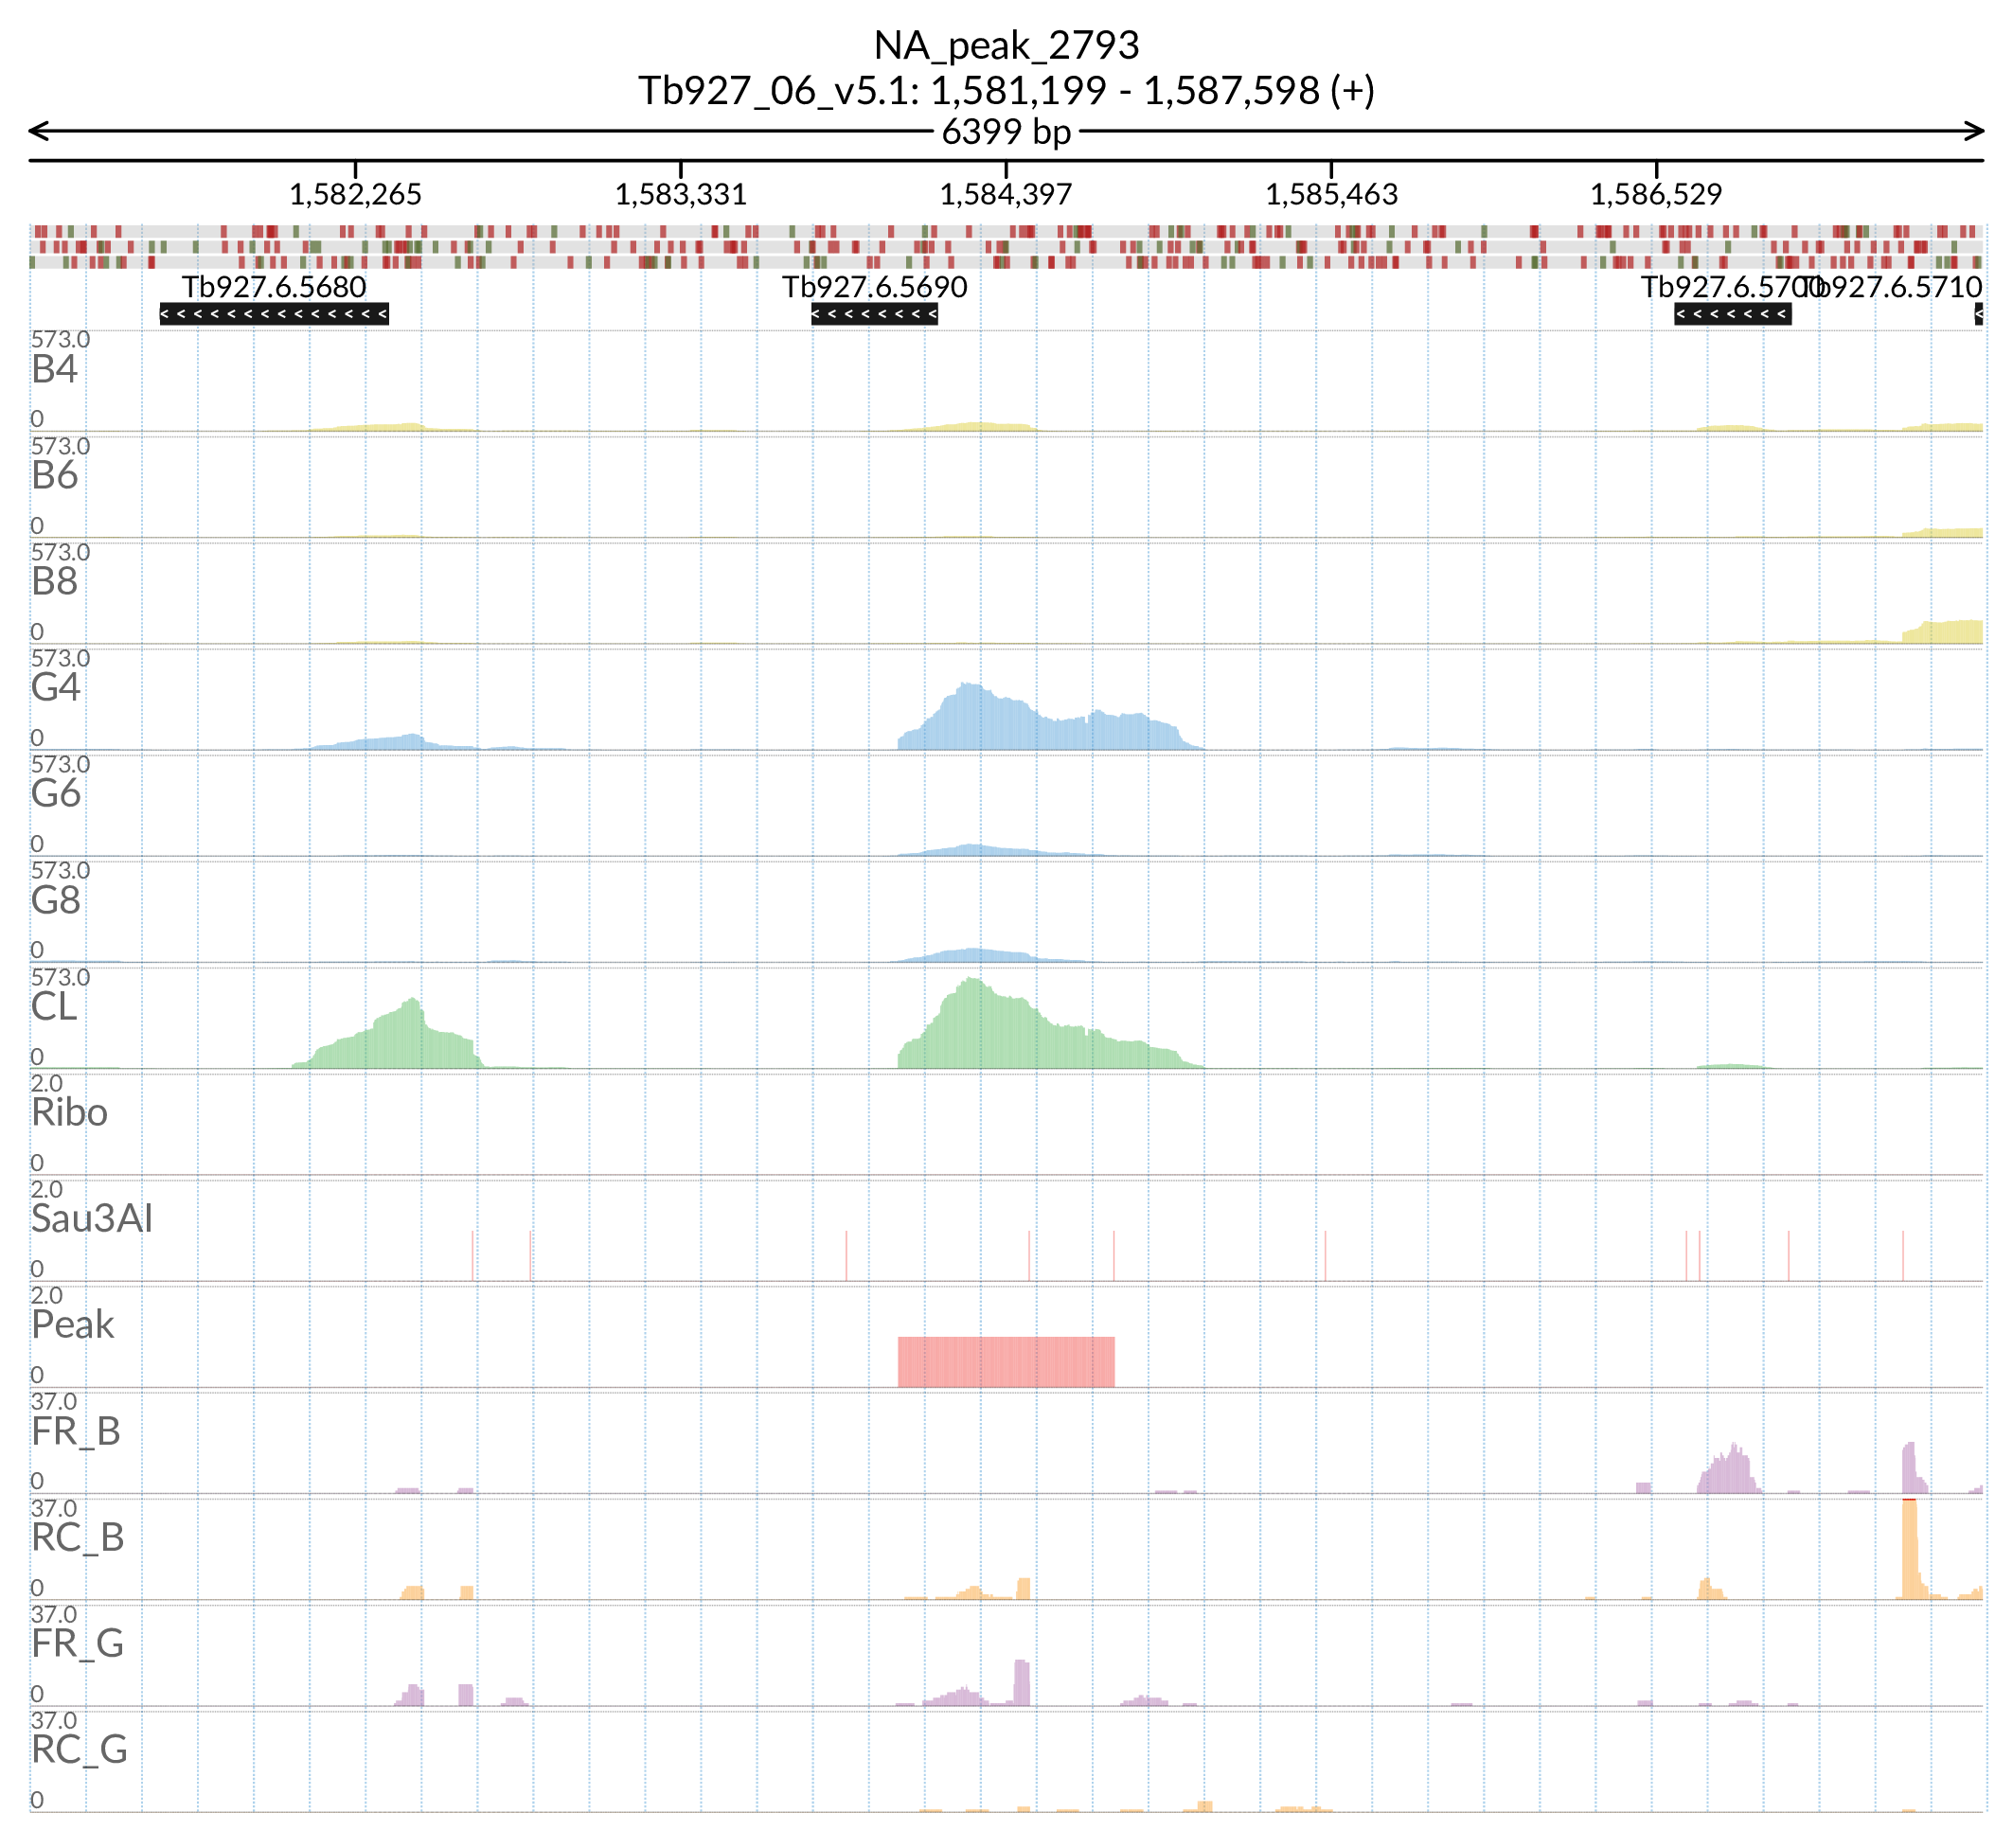 NA_peak_2793
Tb927_06_v5.1: 1,581,199 - 1,587,598 (+)
6399 bp
1,582,265 1,583,331 1,584,397 1,585,463 1,586,529
Tb927.6.5680 Tb927.6.5690 Tb927.6.5700 Tb927.6.5710
573.0
B4
0
573.0
B6
0
573.0
B8
0
573.0
G4
0
573.0
G6
0
573.0
G8
0
573.0
CL
0
2.0
Ribo
0
2.0
Sau3AI
0
2.0
Peak
0
37.0
FR_B
0
37.0
RC_B
0
37.0
FR_G
0
37.0
RC_G
0